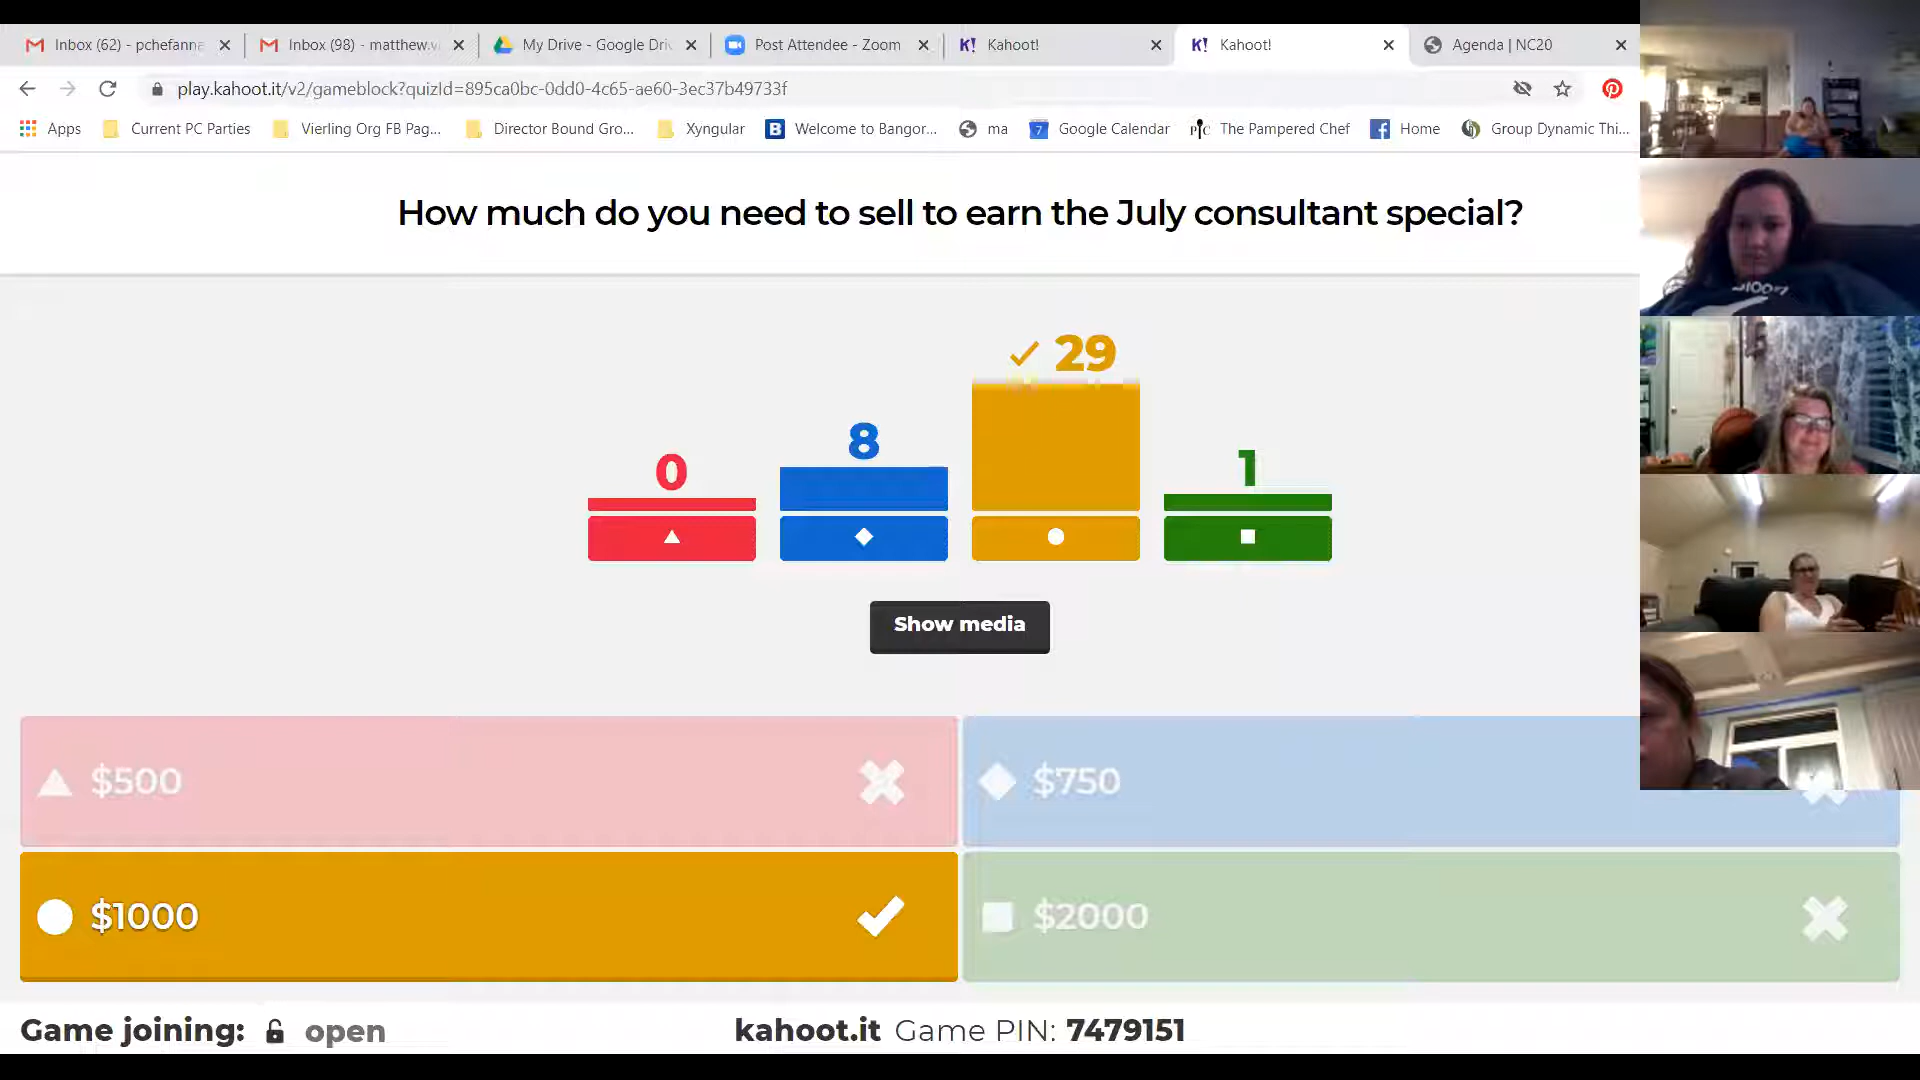 Inbox (62) - pchefanna
Inbox (98) - matthew.v
My Drive - Google Dri
Post Attendee - Zoom
K! Kahoot!
K! Kahoot!
Agenda | NC20
play.kahoot.it/v2/gameblock?quizId=895ca0bc-0dd0-4c65-ae60-3ec37b49733f
Apps
Current PC Parties
Vierling Org FB Pag...
Director Bound Gro...
Xyngular
B Welcome to Bangor...
ma
7 Google Calendar
The Pampered Chef
Home
Group Dynamic Thi...
How much do you need to sell to earn the July consultant special?
0
8
29
1
Show media
$500
$750
$1000
$2000
Game joining: open
kahoot.it Game PIN: 7479151